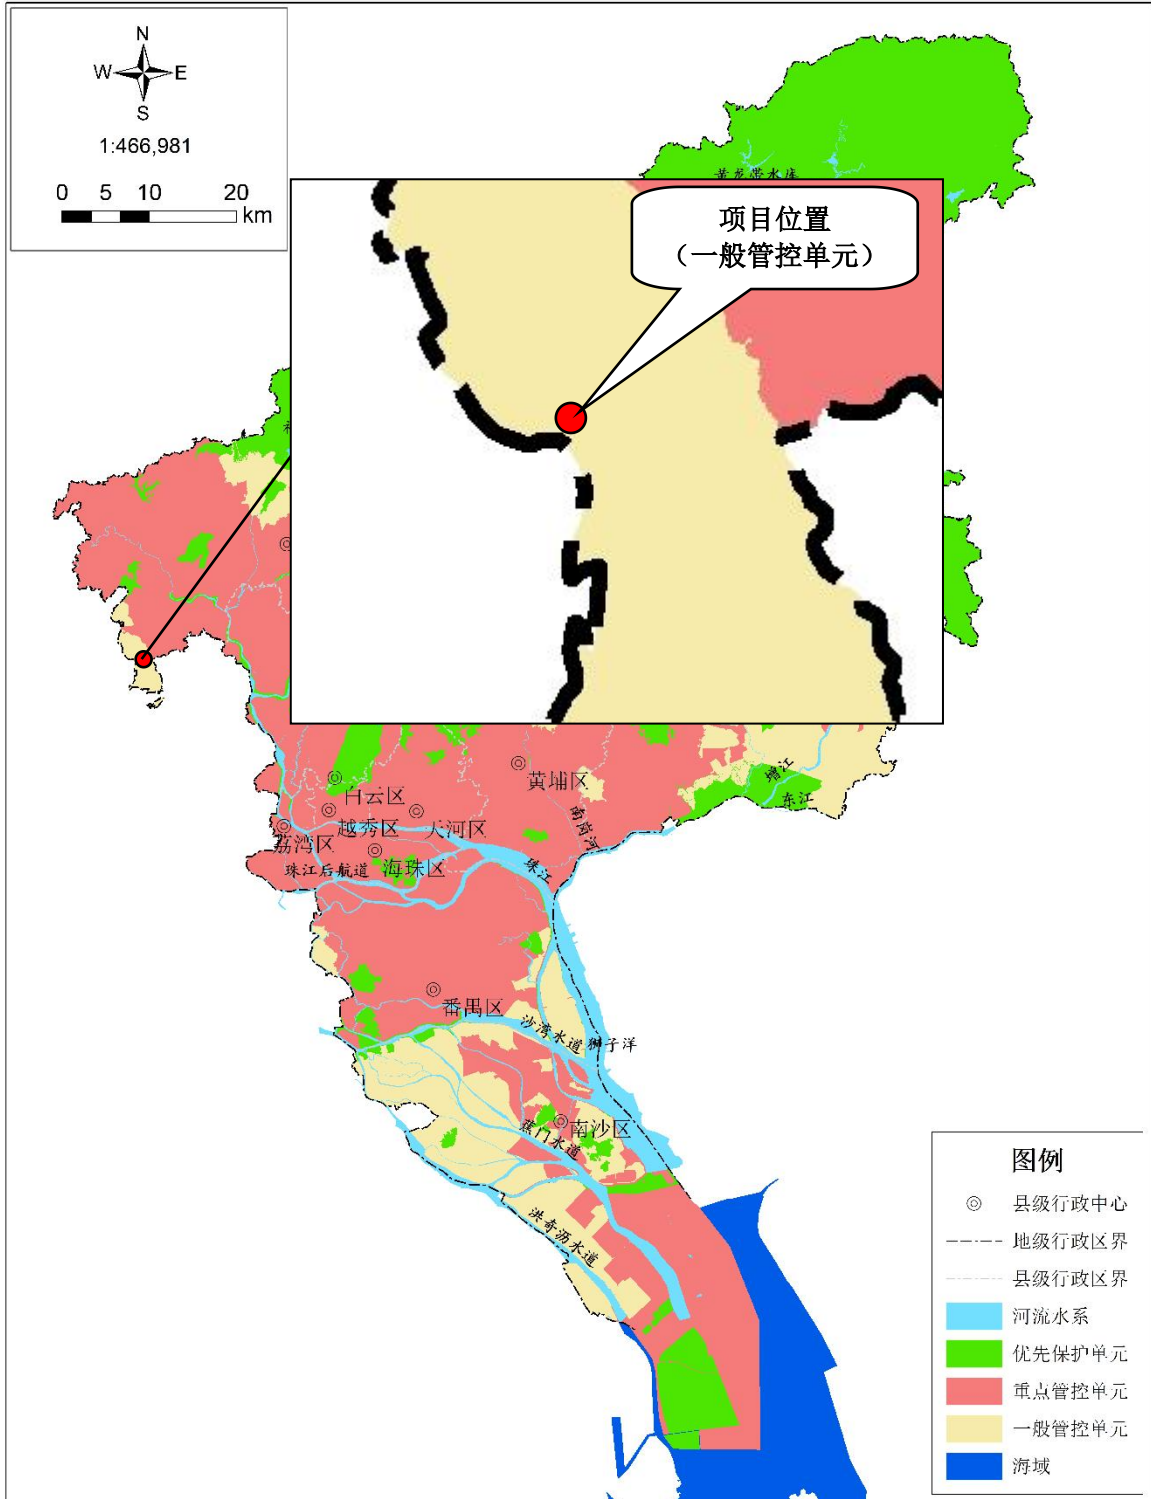 N
W E
S
1:466,981
0 5 10 20
km
黄龙带水库
项目位置
（一般管控单元）
增江
东江
黄埔区
白云区
南岗河
越秀区
天河区
荔湾区
珠江
海珠区
珠江后航道
番禺区
沙湾水道
狮子洋
南沙区
蕉门水道
洪奇沥水道
图例
县级行政中心
地级行政区界
县级行政区界
河流水系
优先保护单元
重点管控单元
一般管控单元
海域